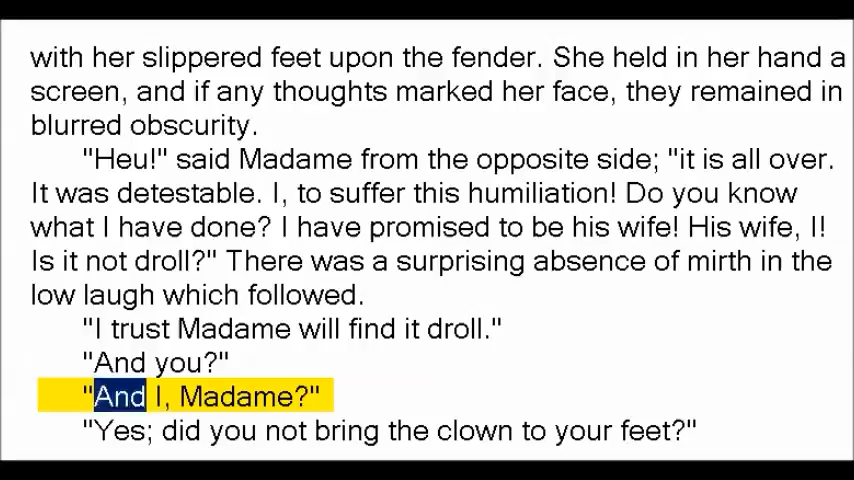 with her slippered feet upon the fender. She held in her hand a
screen, and if any thoughts marked her face, they remained in
blurred obscurity.
"Heu!" said Madame from the opposite side; "it is all over.
It was detestable. I, to suffer this humiliation! Do you know
what I have done? I have promised to be his wife! His wife, I!
Is it not droll?" There was a surprising absence of mirth in the
low laugh which followed.
"I trust Madame will find it droll."
"And you?"
"And I, Madame?"
"Yes; did you not bring the clown to your feet?"